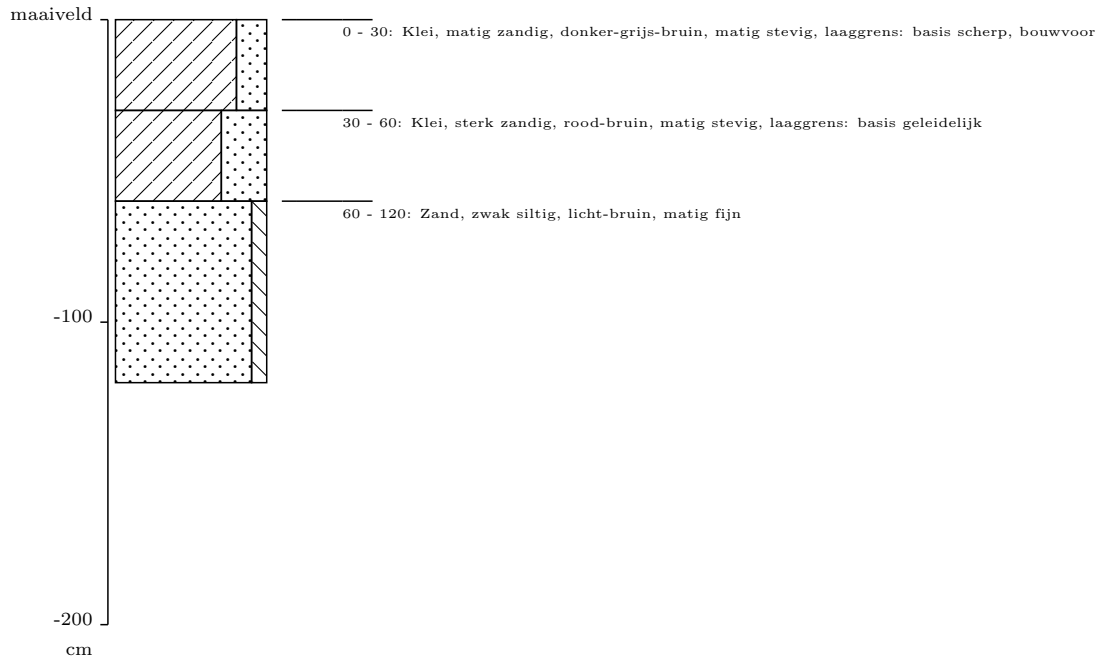 maaiveld
0 - 30: Klei, matig zandig, donker-grijs-bruin, matig stevig, laaggrens: basis scherp, bouwvoor
30 - 60: Klei, sterk zandig, rood-bruin, matig stevig, laaggrens: basis geleidelijk
60 - 120: Zand, zwak siltig, licht-bruin, matig fijn
-100
-200
cm